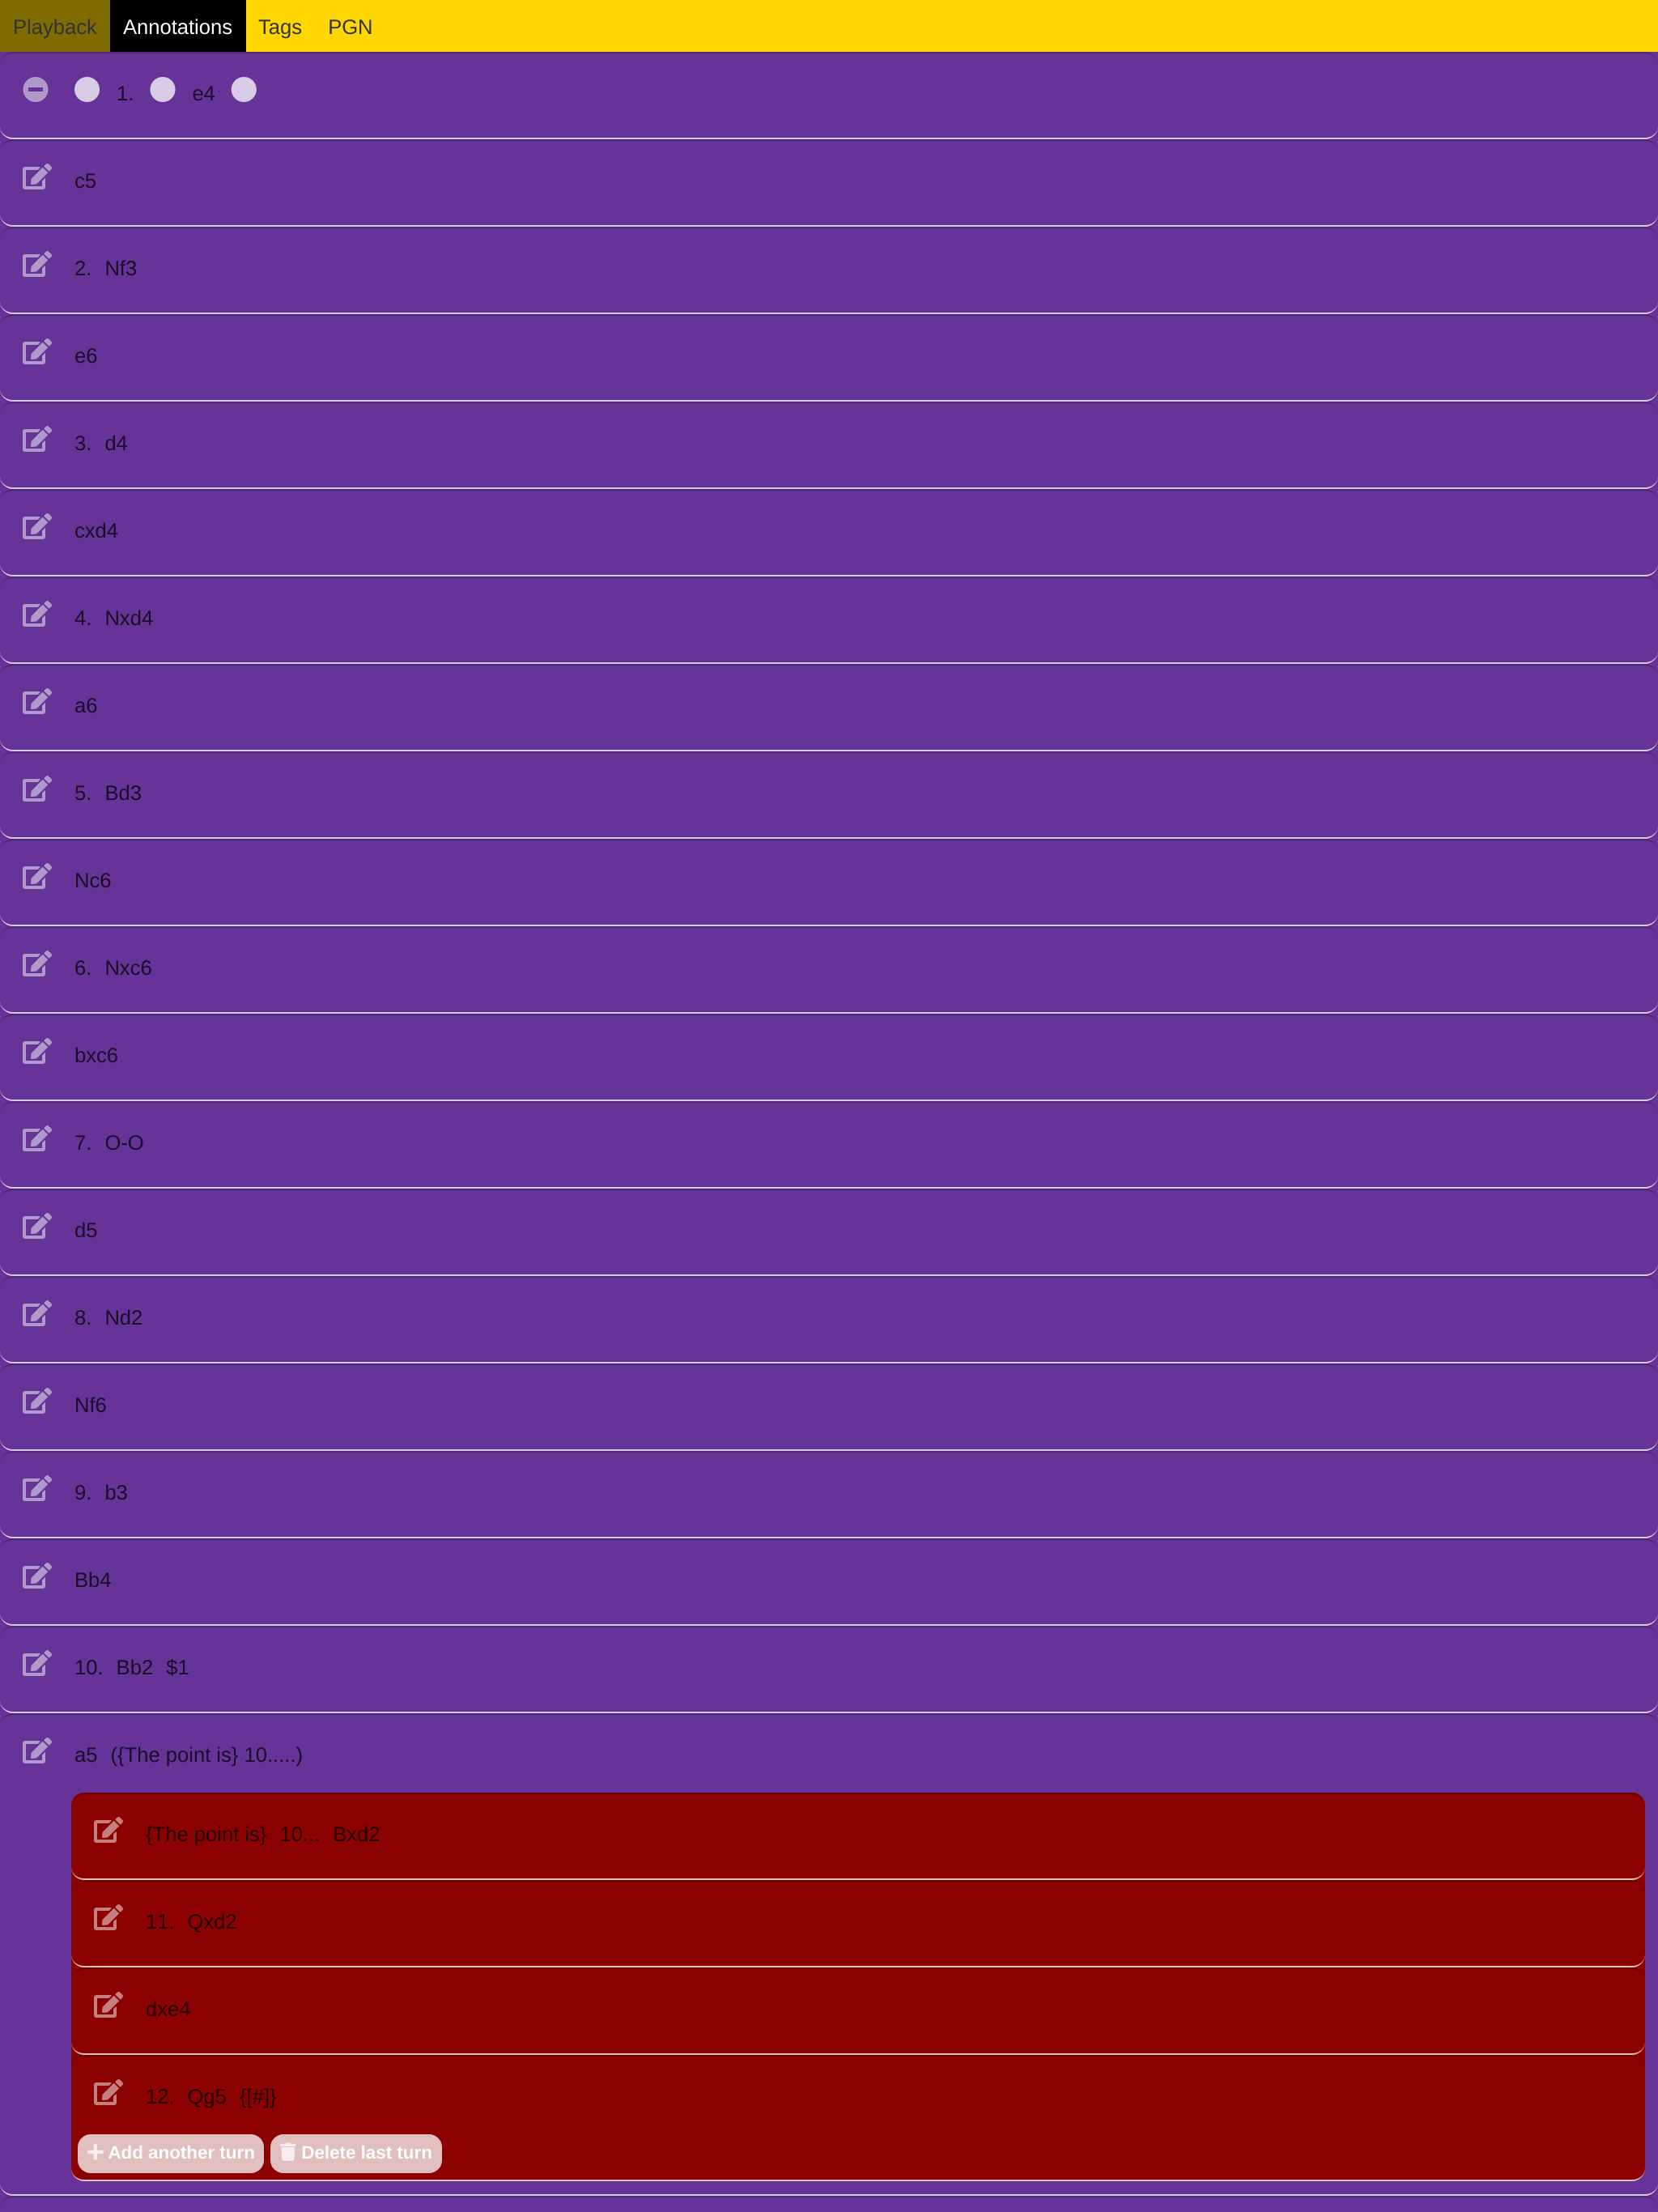 Playback Annotations Tags PGN
1. e4
c5
2. Nf3
e6
3. d4
cxd4
4. Nxd4
a6
5. Bd3
Nc6
6. Nxc6
bxc6
7. O-O
d5
8. Nd2
Nf6
9. b3
Bb4
10. Bb2 $1
a5 ({The point is} 10.....)
{The point is} 10... Bxd2
11. Qxd2
dxe4
12. Qg5 {[#]}
Add another turn Delete last turn